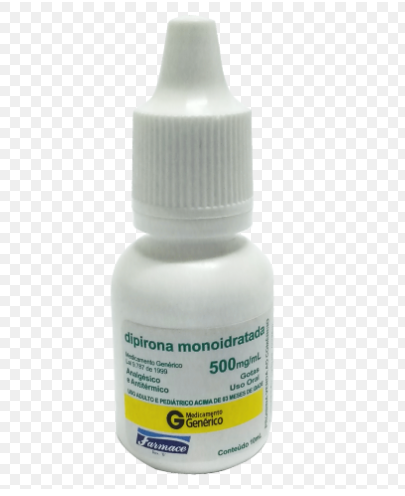 dipirona monoidratada
Medicamento Genérico
Lei 9.787 de 1999
500mg/mL
Analgésico
e Antitérmico
Gotas
Uso Oral
USO ADULTO E PEDIÁTRICO ACIMA DE 03 MESES DE IDADE
G Medicamento
Genérico
Farmace
Conteúdo 10mL